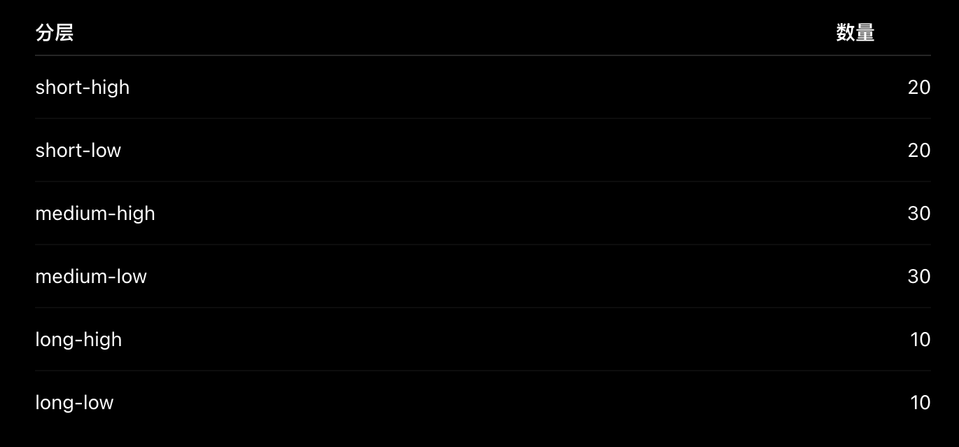 分层 数量
short-high 20
short-low 20
medium-high 30
medium-low 30
long-high 10
long-low 10